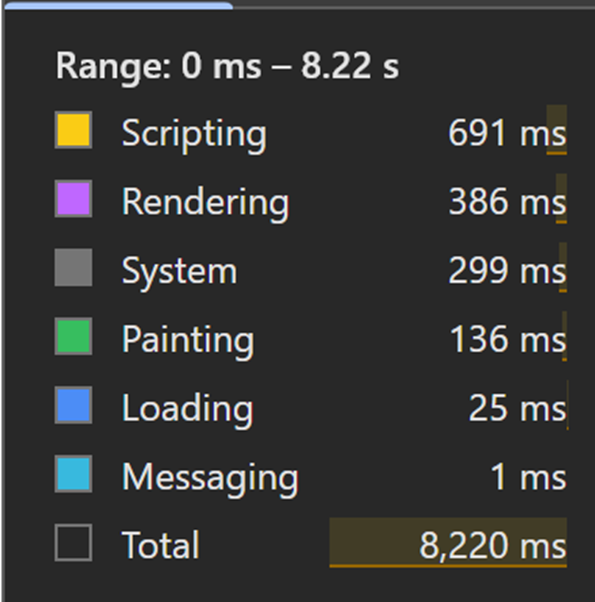 Range: 0 ms – 8.22 s
Scripting 691 ms
Rendering 386 ms
System 299 ms
Painting 136 ms
Loading 25 ms
Messaging 1 ms
Total 8,220 ms